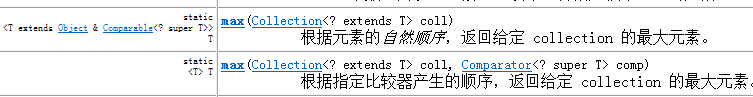 static
<T extends Object & Comparable<? super T>>
T
max(Collection<? extends T> coll)
根据元素的自然顺序，返回给定 collection 的最大元素。
static
<T> T
max(Collection<? extends T> coll, Comparator<? super T> comp)
根据指定比较器产生的顺序，返回给定 collection 的最大元素。